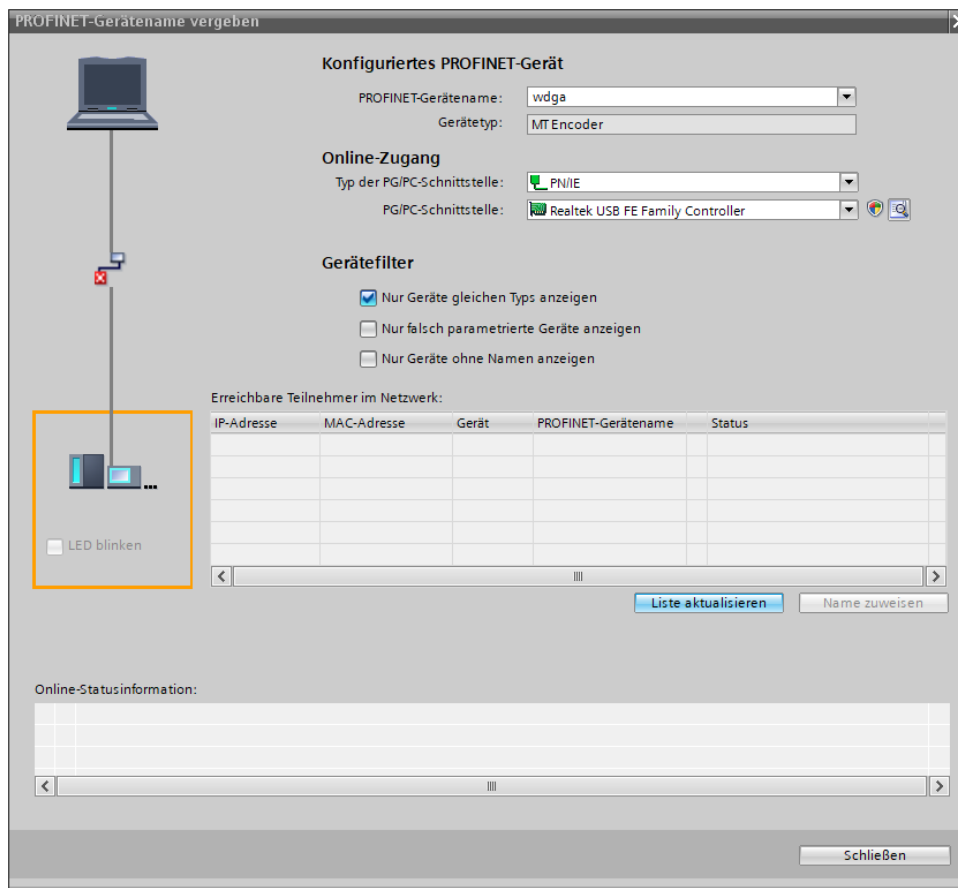 PROFINET-Gerätename vergeben
Konfiguriertes PROFINET-Gerät
PROFINET-Gerätename: wdga
Gerätetyp: MT Encoder
Online-Zugang
Typ der PG/PC-Schnittstelle: PN/IE
PG/PC-Schnittstelle: Realtek USB FE Family Controller
Gerätefilter
Nur Geräte gleichen Typs anzeigen
Nur falsch parametrierte Geräte anzeigen
Nur Geräte ohne Namen anzeigen
Erreichbare Teilnehmer im Netzwerk:
IP-Adresse MAC-Adresse Gerät PROFINET-Gerätename Status
LED blinken
Liste aktualisieren Name zuweisen
Online-Statusinformation:
Schließen